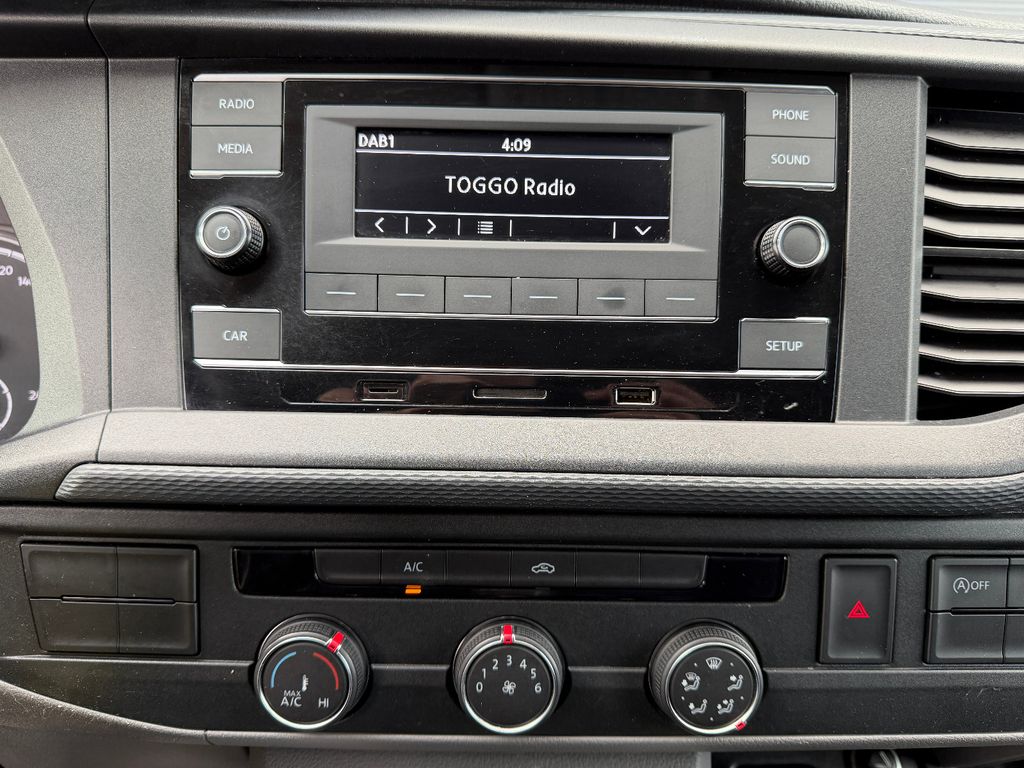 RADIO
MEDIA
PHONE
SOUND
DAB1 4:09
TOGGO Radio
CAR
SETUP
20
A/C
A OFF
MAX
A/C HI
0 1 2 3 4 5 6